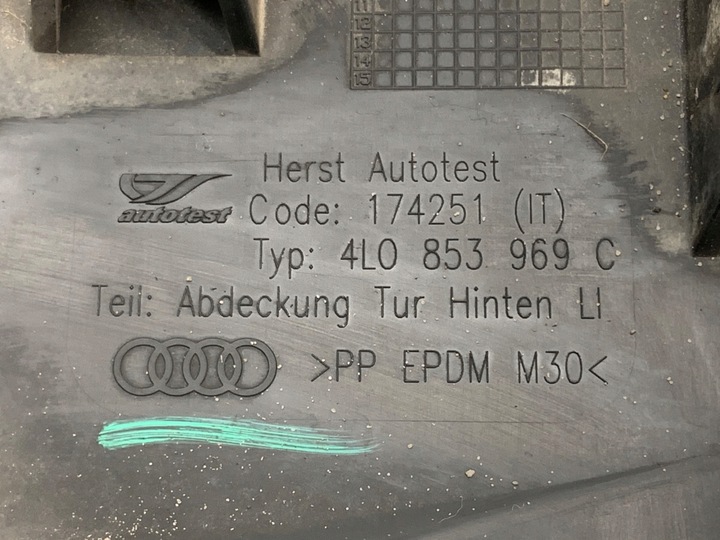 11
12
13
14
15
Herst Autotest
autotest
Code: 174251 (IT)
Typ: 4L0 853 969 C
Teil: Abdeckung Tur Hinten LI
>PP EPDM M30<